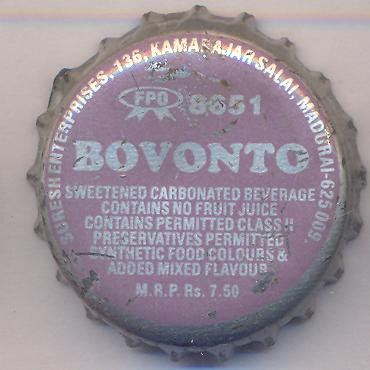 SURESH ENTERPRISES, 136, KAMARAJAR SALAI, MADURAI-625 009.
FPO 8651
BOVONTO
SWEETENED CARBONATED BEVERAGE
CONTAINS NO FRUIT JUICE
CONTAINS PERMITTED CLASS II
PRESERVATIVES PERMITTED
SYNTHETIC FOOD COLOURS &
ADDED MIXED FLAVOUR
M.R.P. Rs. 7.50